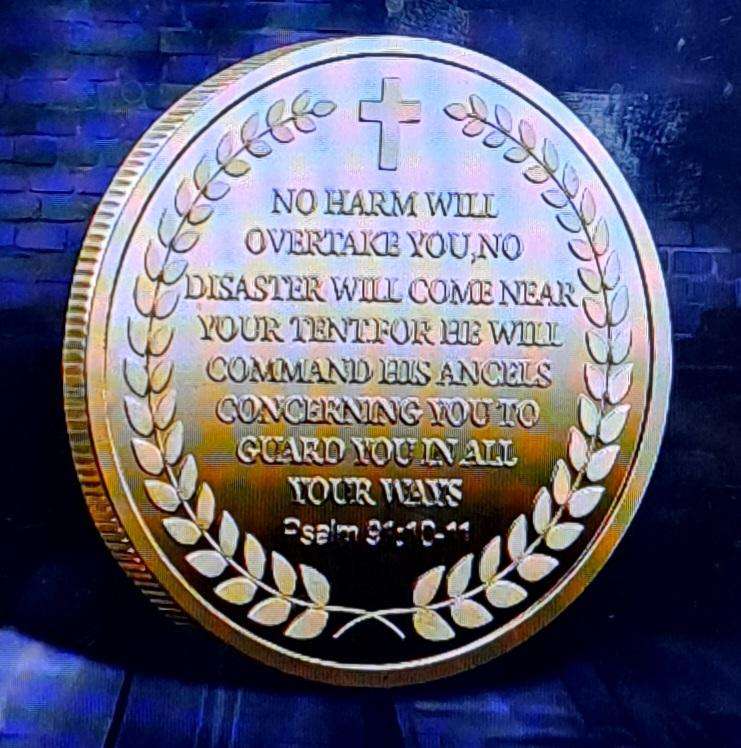 NO HARM WILL
OVERTAKE YOU,NO
DISASTER WILL COME NEAR
YOUR TENT.FOR HE WILL
COMMAND HIS ANGELS
CONCERNING YOU TO
GUARD YOU IN ALL
YOUR WAYS
Psalm 91:10-11